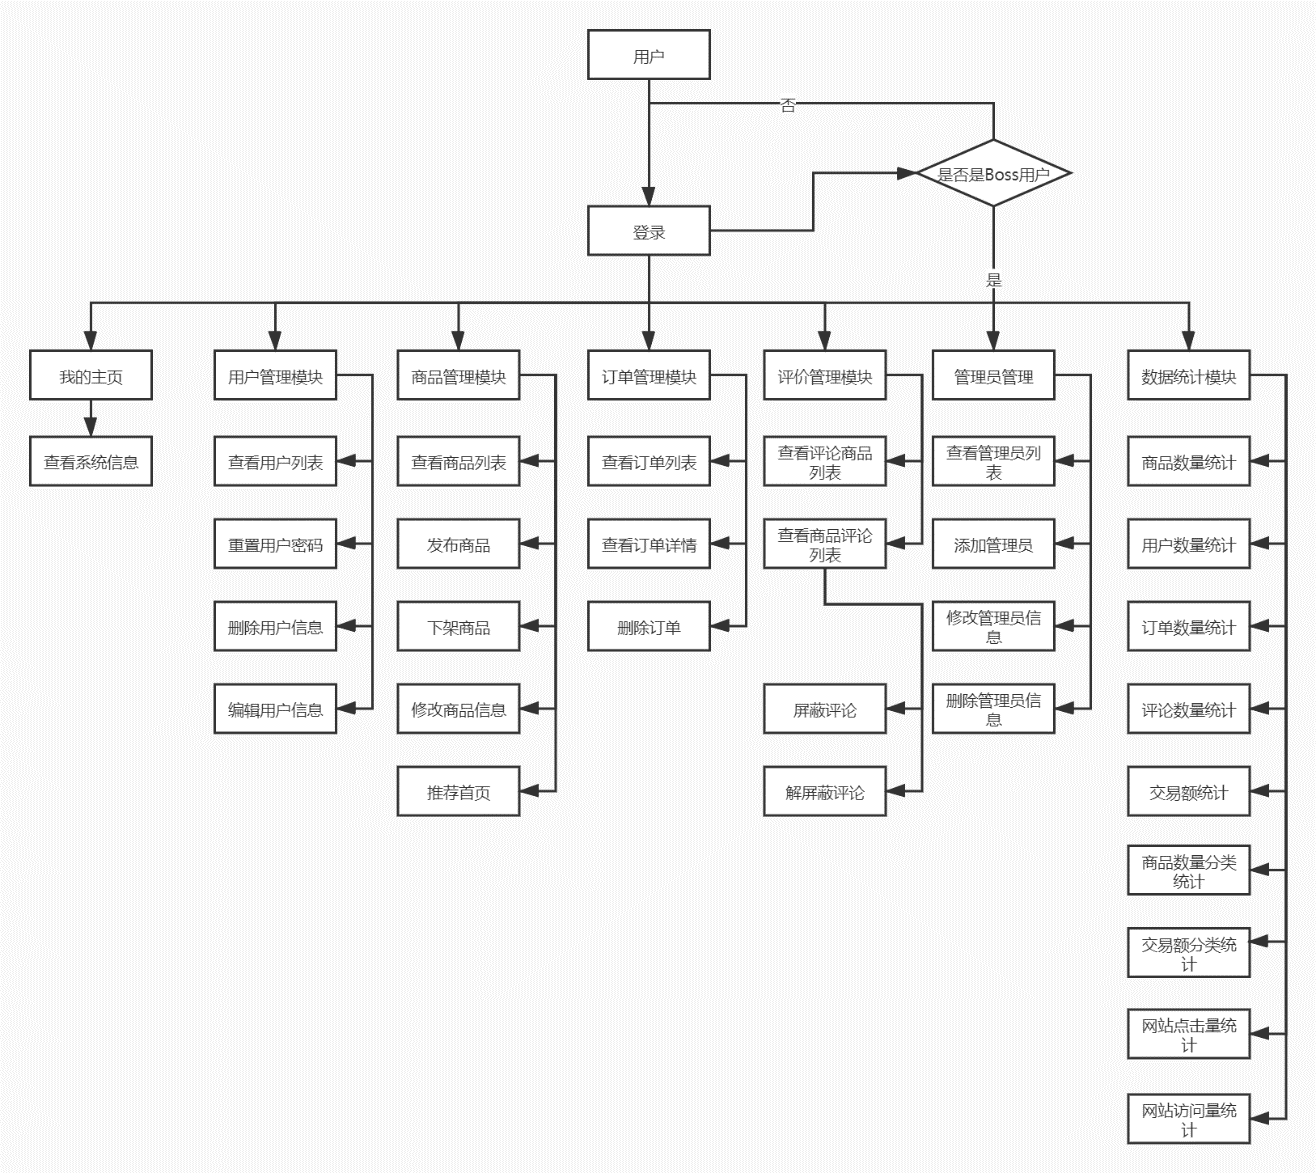 用户
否
是否是Boss用户
登录
是
我的主页
用户管理模块
商品管理模块
订单管理模块
评价管理模块
管理员管理
数据统计模块
查看系统信息
查看用户列表
查看商品列表
查看订单列表
查看评论商品
列表
查看管理员列
表
商品数量统计
重置用户密码
发布商品
查看订单详情
查看商品评论
列表
添加管理员
用户数量统计
删除用户信息
下架商品
删除订单
修改管理员信
息
订单数量统计
编辑用户信息
修改商品信息
屏蔽评论
删除管理员信
息
评论数量统计
推荐首页
解屏蔽评论
交易额统计
商品数量分类
统计
交易额分类统
计
网站点击量统
计
网站访问量统
计